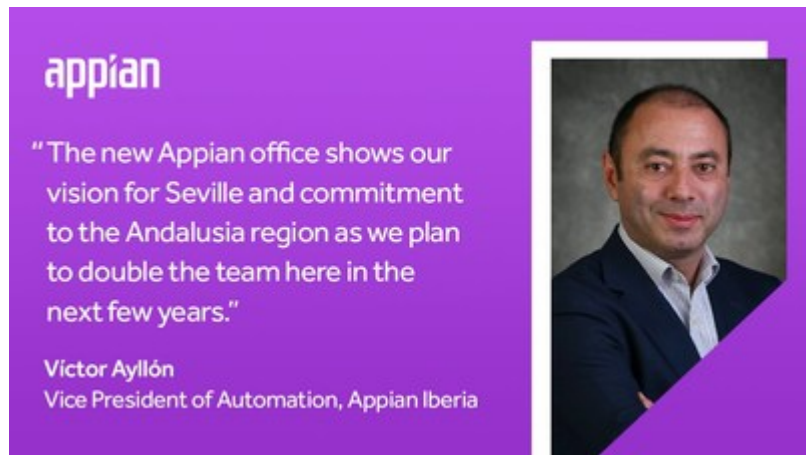 appian
“The new Appian office shows our
vision for Seville and commitment
to the Andalusia region as we plan
to double the team here in the
next few years.”
Víctor Ayllón
Vice President of Automation, Appian Iberia